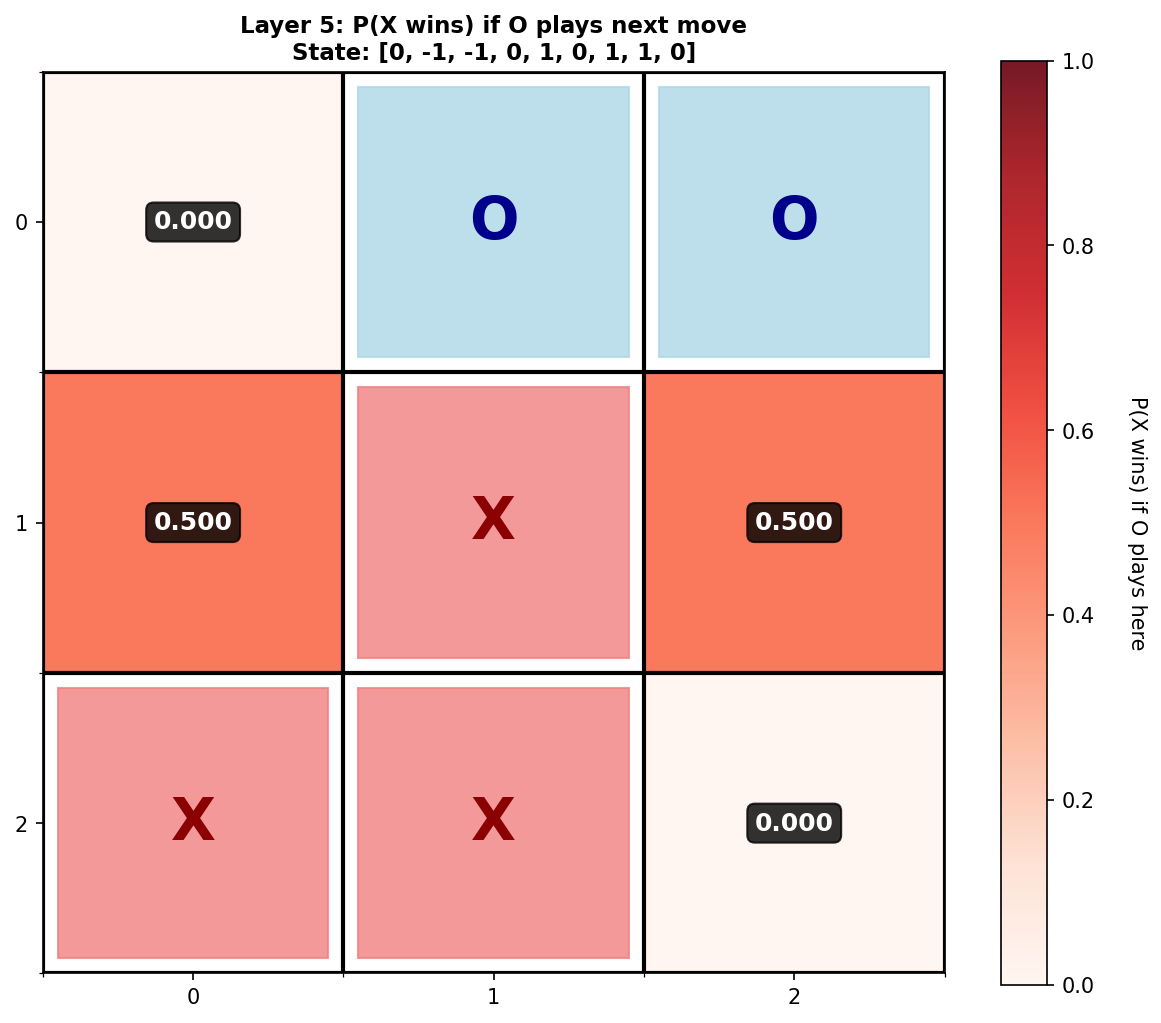 Layer 5: P(X wins) if O plays next move
State: [0, -1, -1, 0, 1, 0, 1, 1, 0]
0
0.000
O
O
1
0.500
X
0.500
2
X
X
0.000
0
1
2
1.0
0.8
0.6
0.4
0.2
0.0
P(X wins) if O plays here